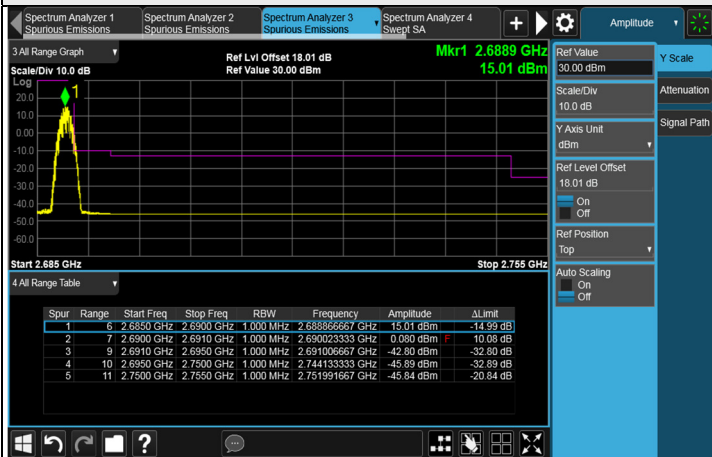 Spectrum Analyzer 1
Spurious Emissions
Spectrum Analyzer 2
Spurious Emissions
Spectrum Analyzer 3
Spurious Emissions
Spectrum Analyzer 4
Swept SA
Amplitude
3 All Range Graph
Ref Lvl Offset 18.01 dB
Mkr1 2.6889 GHz
Scale/Div 10.0 dB
Ref Value 30.00 dBm
15.01 dBm
Log
1
20.0
10.0
0.00
-10.0
-20.0
-30.0
-40.0
-50.0
-60.0
Start 2.685 GHz
Stop 2.755 GHz
4 All Range Table
Spur Range Start Freq Stop Freq RBW Frequency Amplitude ΔLimit
1 6 2.6850 GHz 2.6900 GHz 1.000 MHz 2.688866667 GHz 15.01 dBm -14.99 dB
2 7 2.6900 GHz 2.6910 GHz 1.000 MHz 2.690023333 GHz 0.080 dBm F 10.08 dB
3 9 2.6910 GHz 2.6950 GHz 1.000 MHz 2.691006667 GHz -42.80 dBm -32.80 dB
4 10 2.6950 GHz 2.7500 GHz 1.000 MHz 2.744133333 GHz -45.89 dBm -32.89 dB
5 11 2.7500 GHz 2.7550 GHz 1.000 MHz 2.751991667 GHz -45.84 dBm -20.84 dB
Ref Value
30.00 dBm
Scale/Div
10.0 dB
Y Axis Unit
dBm
Ref Level Offset
18.01 dB
On
Off
Ref Position
Top
Auto Scaling
On
Off
Y Scale
Attenuation
Signal Path
?